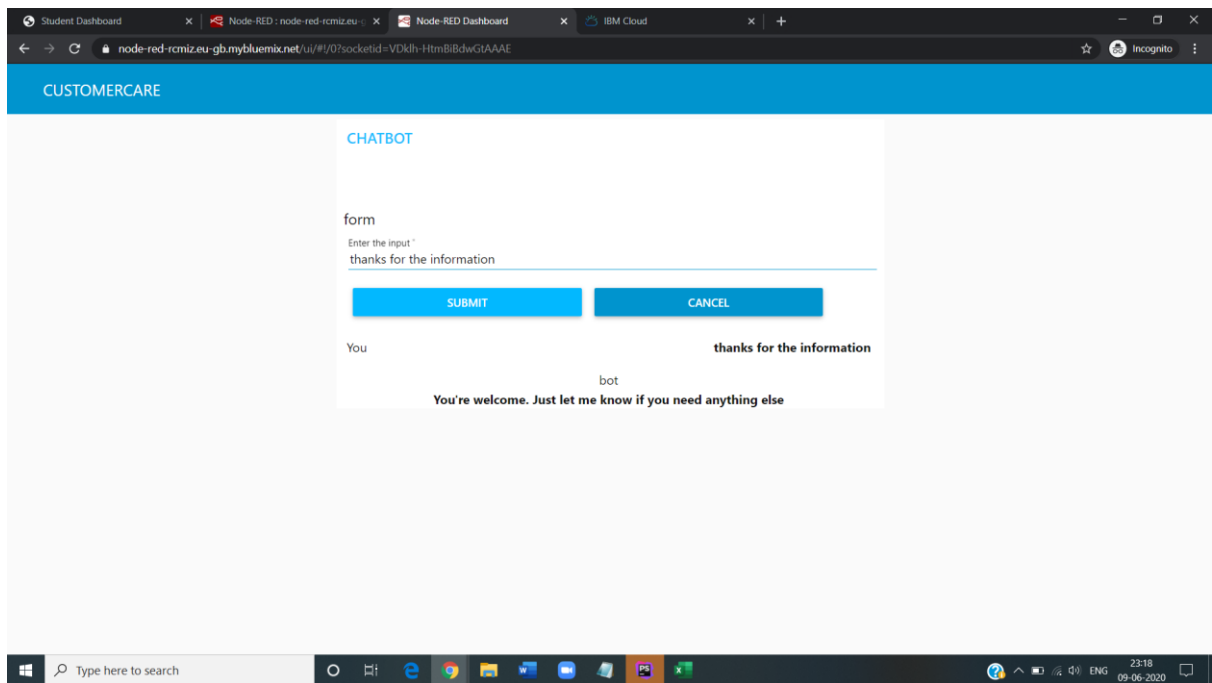 Student Dashboard
Node-RED : node-red-rcmiz.eu-g
Node-RED Dashboard
IBM Cloud
node-red-rcmiz.eu-gb.mybluemix.net/ui/#!/0?socketid=VDklh-HtmBiBdwGtAAAE
Incognito
CUSTOMERCARE
CHATBOT
form
Enter the input *
thanks for the information
SUBMIT CANCEL
You thanks for the information
bot
You're welcome. Just let me know if you need anything else
Type here to search
PS
ENG
23:18
09-06-2020